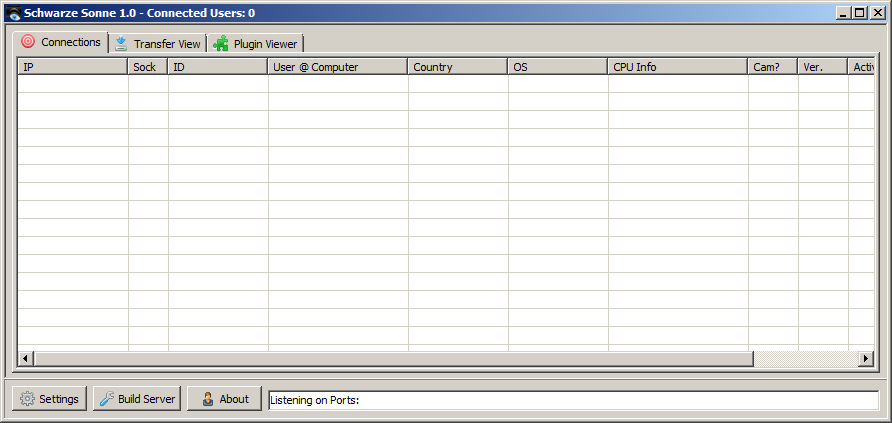 Schwarze Sonne 1.0 - Connected Users: 0
Connections Transfer View Plugin Viewer
IP Sock ID User @ Computer Country OS CPU Info Cam? Ver. Activ
Settings Build Server About Listening on Ports: